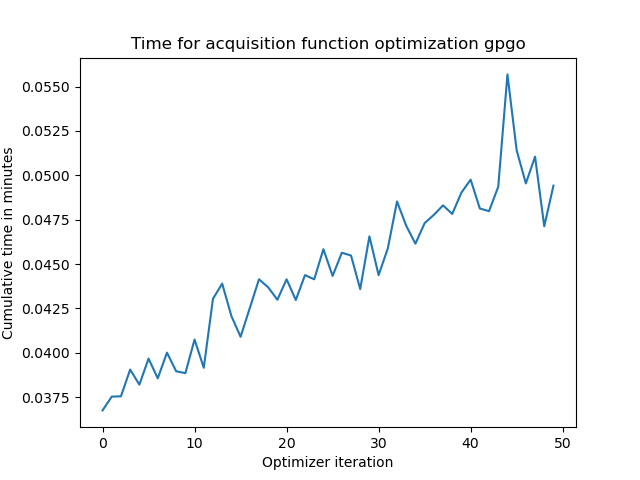 Time for acquisition function optimization gpgo
0.0550
0.0525
0.0500
0.0475
0.0450
0.0425
0.0400
0.0375
Cumulative time in minutes
0 10 20 30 40 50
Optimizer iteration